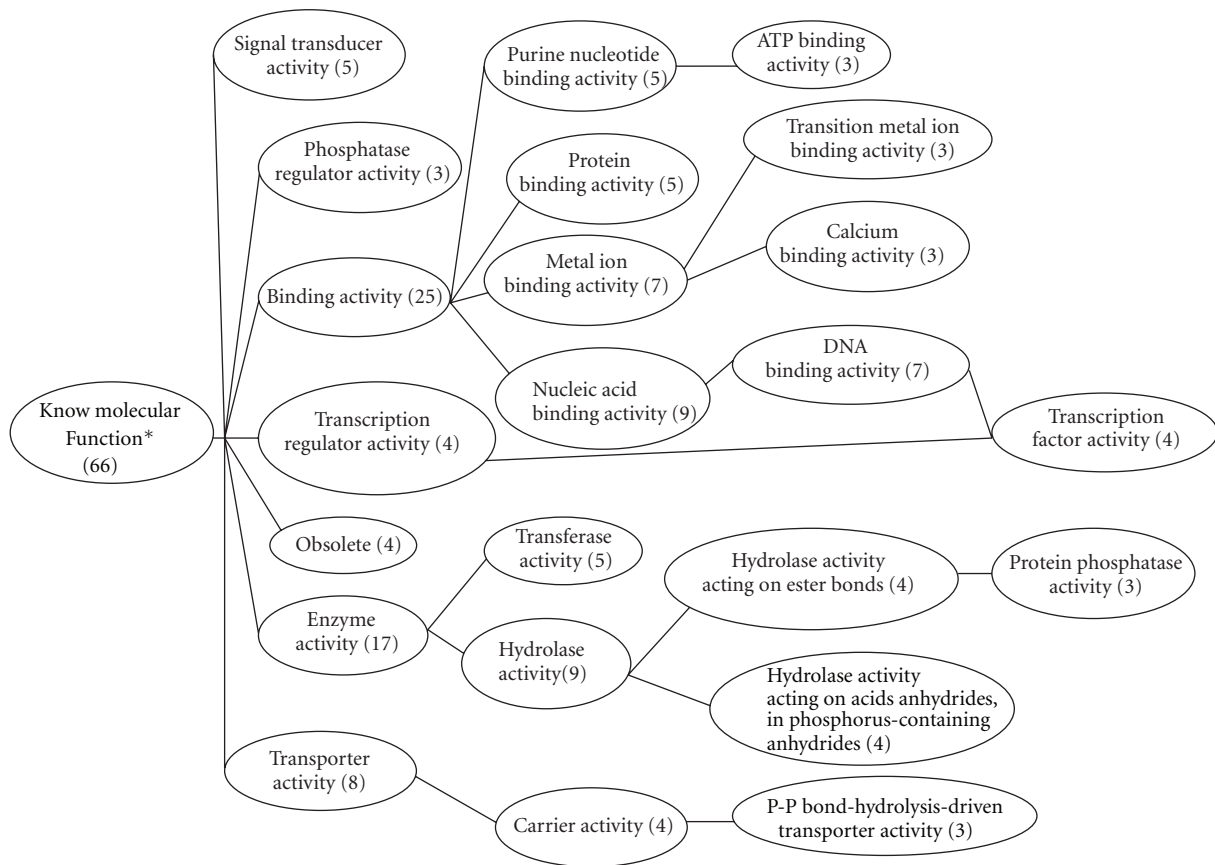 Signal transducer
activity (5)
Purine nucleotide
binding activity (5)
ATP binding
activity (3)
Phosphatase
regulator activity (3)
Protein
binding activity (5)
Transition metal ion
binding activity (3)
Binding activity (25)
Metal ion
binding activity (7)
Calcium
binding activity (3)
Nucleic acid
binding activity (9)
DNA
binding activity (7)
Know molecular
Function*
(66)
Transcription
regulator activity (4)
Transcription
factor activity (4)
Obsolete (4)
Transferase
activity (5)
Hydrolase activity
acting on ester bonds (4)
Protein phosphatase
activity (3)
Enzyme
activity (17)
Hydrolase
activity(9)
Hydrolase activity
acting on acids anhydrides,
in phosphorus-containing
anhydrides (4)
Transporter
activity (8)
Carrier activity (4)
P-P bond-hydrolysis-driven
transporter activity (3)